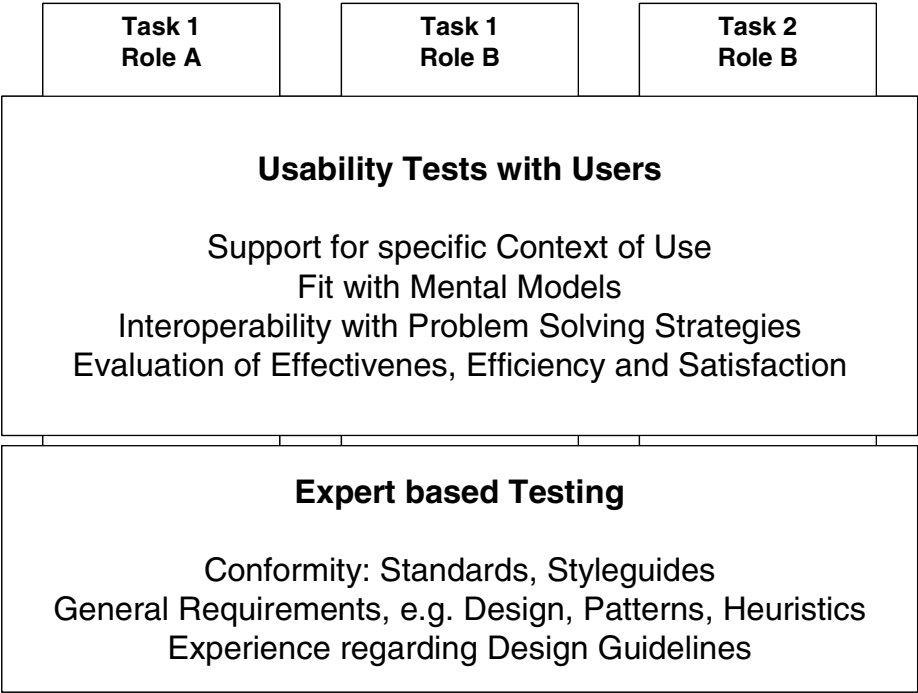 Task 1
Role A
Task 1
Role B
Task 2
Role B
Usability Tests with Users
Support for specific Context of Use
Fit with Mental Models
Interoperability with Problem Solving Strategies
Evaluation of Effectivenes, Efficiency and Satisfaction
Expert based Testing
Conformity: Standards, Styleguides
General Requirements, e.g. Design, Patterns, Heuristics
Experience regarding Design Guidelines